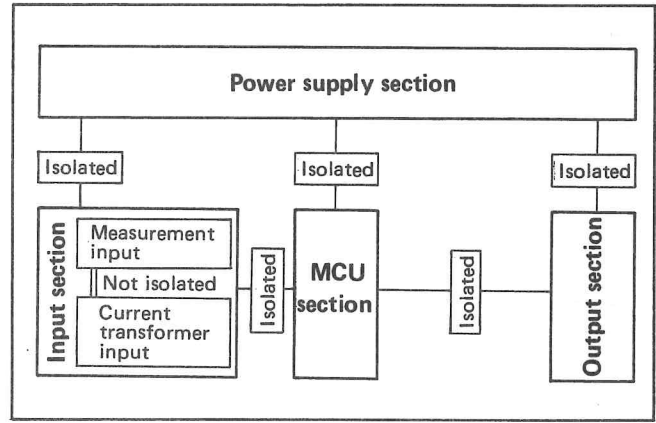 Power supply section
Isolated
Isolated
Isolated
Input section
Measurement
input
Not isolated
Current
transformer
input
Isolated
MCU
section
Isolated
Output section